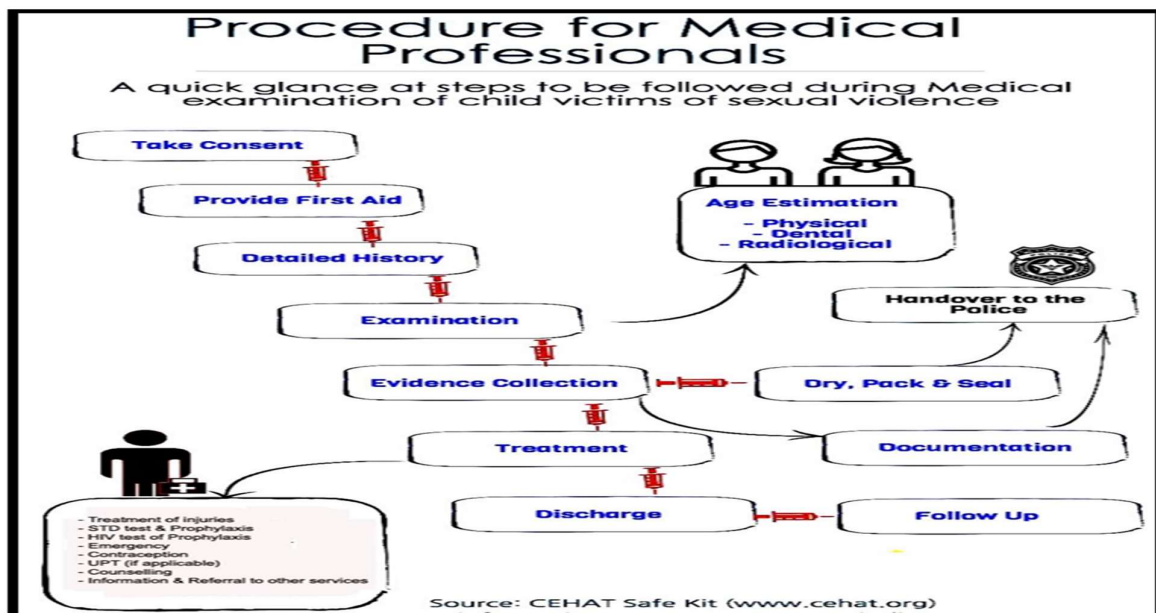 Procedure for Medical
Professionals
A quick glance at steps to be followed during Medical
examination of child victims of sexual violence
Take Consent
Provide First Aid
Detailed History
Examination
Age Estimation
- Physical
- Dental
- Radiological
Handover to the
Police
Evidence Collection
Dry, Pack & Seal
Treatment
Documentation
Discharge
Follow Up
- Treatment of injuries
- STD test & Prophylaxis
- HIV test of Prophylaxis
- Emergency
- Contraception
- UPT (if applicable)
- Counselling
- Information & Referral to other services
Source: CEHAT Safe Kit (www.cehat.org)